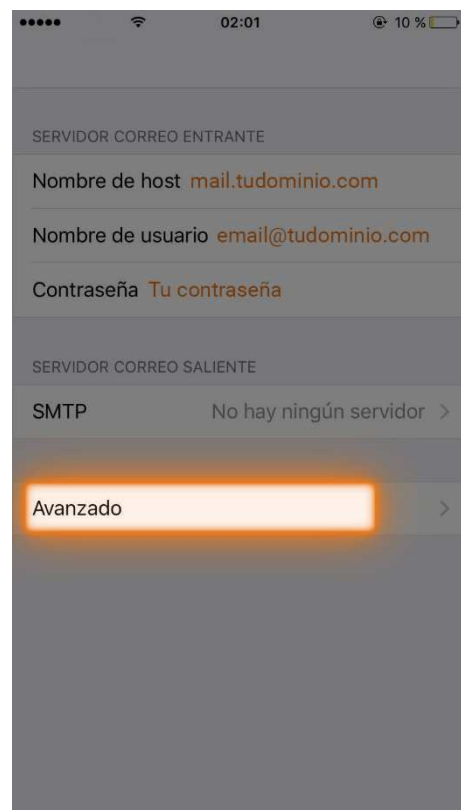 02:01
10 %
SERVIDOR CORREO ENTRANTE
Nombre de host mail.tudominio.com
Nombre de usuario email@tudominio.com
Contraseña Tu contraseña
SERVIDOR CORREO SALIENTE
SMTP No hay ningún servidor >
Avanzado >